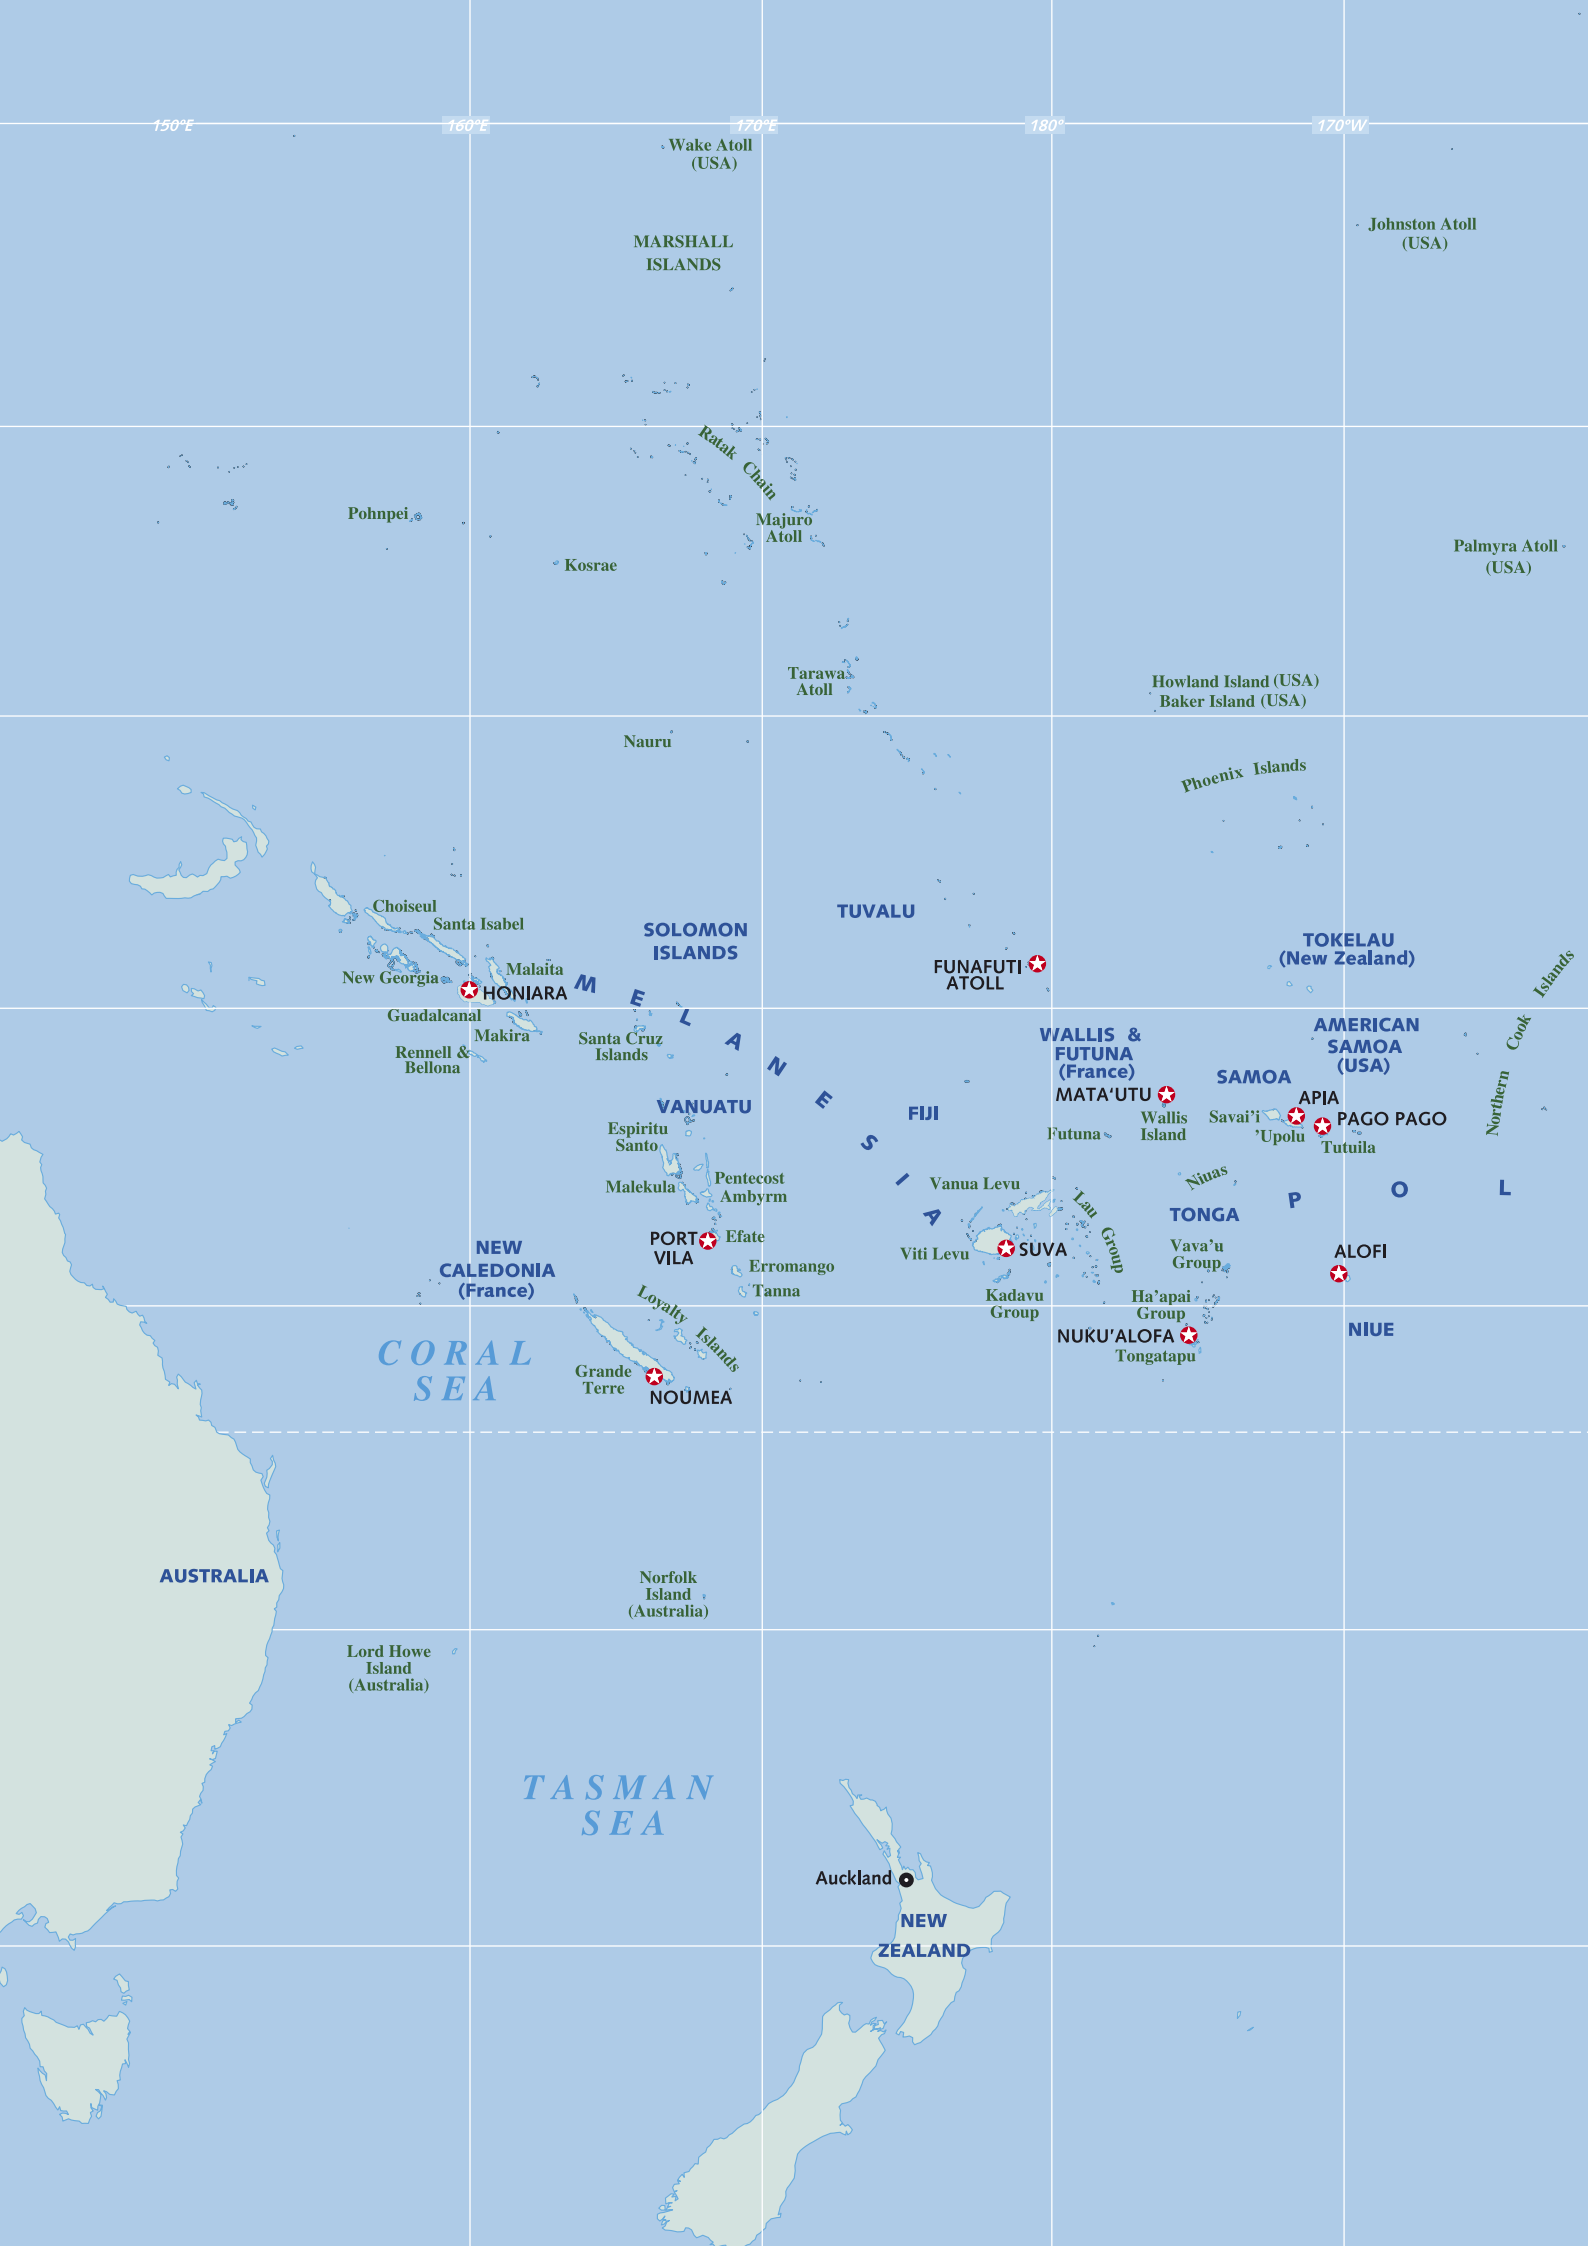 150°E
160°E
170°E
180°
170°W
Wake Atoll
(USA)
Johnston Atoll
(USA)
MARSHALL
ISLANDS
Ratak Chain
Pohnpei
Majuro
Atoll
Kosrae
Palmyra Atoll
(USA)
Tarawa
Atoll
Howland Island (USA)
Baker Island (USA)
Nauru
Phoenix Islands
Choiseul
Santa Isabel
SOLOMON
ISLANDS
TUVALU
TOKELAU
(New Zealand)
New Georgia
Malaita
HONIARA
Guadalcanal
Makira
Rennell &
Bellona
MELANESIA
FUNAFUTI
ATOLL
Santa Cruz
Islands
Northern Cook Islands
WALLIS &
FUTUNA
(France)
AMERICAN
SAMOA
(USA)
SAMOA
MATA‘UTU
APIA
PAGO PAGO
VANUATU
FIJI
Wallis
Island
Savai’i
’Upolu
Tutuila
Futuna
Espiritu
Santo
Malekula
Pentecost
Ambyrm
Vanua Levu
Lau Group
Niuas
POL
TONGA
PORT
VILA
Efate
Viti Levu
SUVA
Vava’u
Group
ALOFI
NEW
CALEDONIA
(France)
Erromango
Tanna
Loyalty Islands
Kadavu
Group
Ha’apai
Group
NUKU’ALOFA
Tongatapu
NIUE
CORAL
SEA
Grande
Terre
NOUMEA
AUSTRALIA
Norfolk
Island
(Australia)
Lord Howe
Island
(Australia)
TASMAN
SEA
Auckland
NEW
ZEALAND